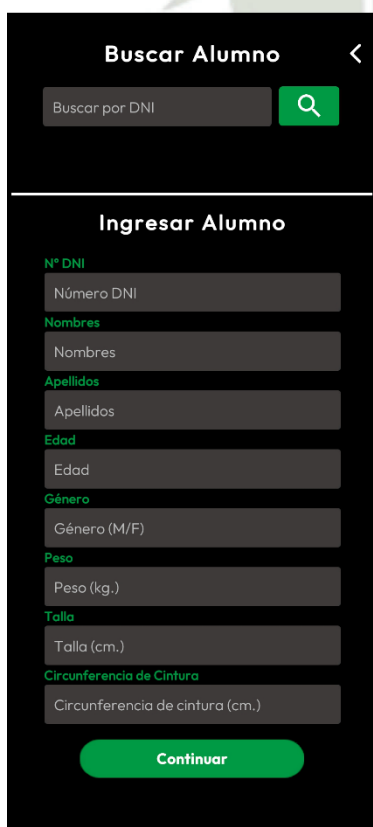 Buscar Alumno
Buscar por DNI
Ingresar Alumno
N° DNI
Número DNI
Nombres
Nombres
Apellidos
Apellidos
Edad
Edad
Género
Género (M/F)
Peso
Peso (kg.)
Talla
Talla (cm.)
Circunferencia de Cintura
Circunferencia de cintura (cm.)
Continuar